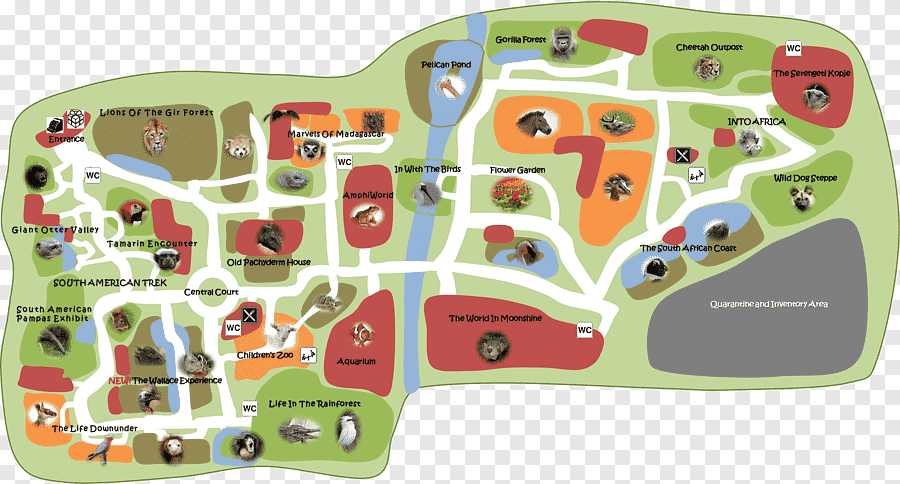 Gorilla Forest
Cheetah Outpost
WC
Pelican Pond
The Serengeti Kopje
Lions Of The Gir Forest
INTO AFRICA
Entrance
Marvels Of Madagascar
WC
WC
In With The Birds
Flower Garden
Wild Dog Steppe
AmphiWorld
Giant Otter Valley
Tamarin Encounter
Old Pachyderm House
The South African Coast
SOUTH AMERICAN TREK
Central Court
Quarantine and Inventory Area
South American
Pampas Exhibit
The World In Moonshine
WC
WC
Children's Zoo
Aquarium
NEW! The Wallace Experience
WC
Life In The Rainforest
The Life Downunder